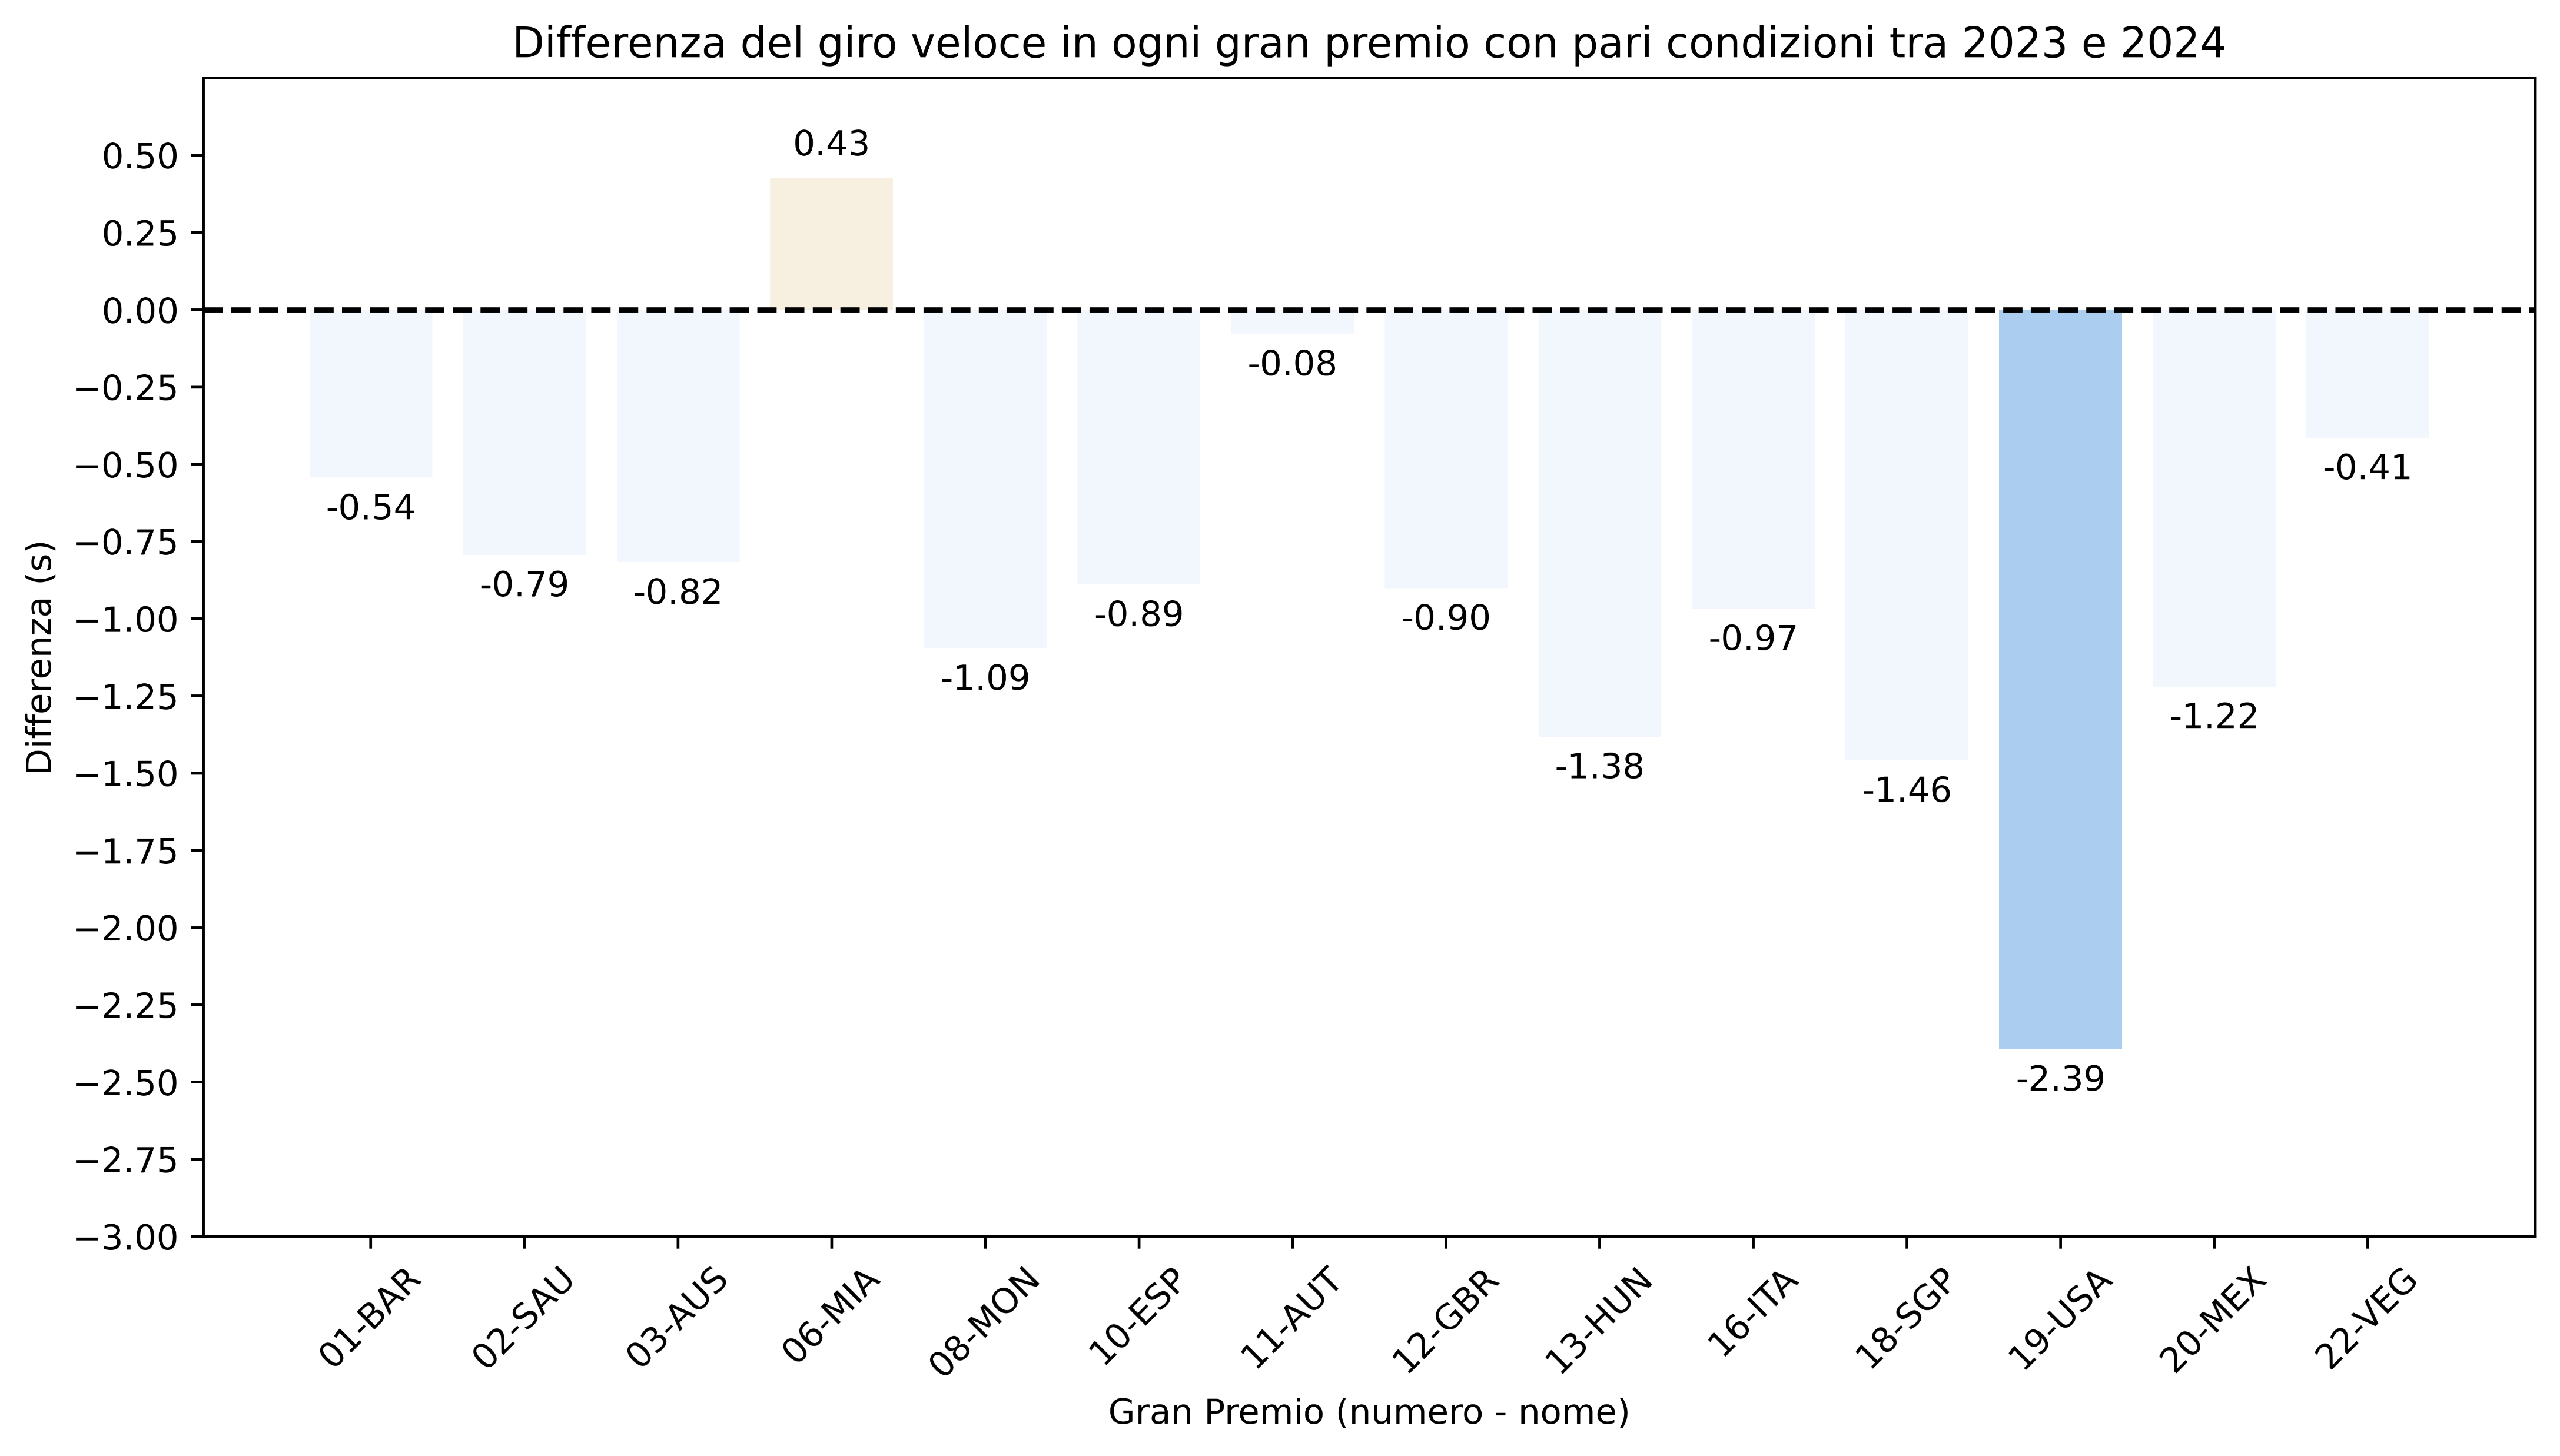 Differenza del giro veloce in ogni gran premio con pari condizioni tra 2023 e 2024
Differenza (s)
0.50
0.25
0.00
−0.25
−0.50
−0.75
−1.00
−1.25
−1.50
−1.75
−2.00
−2.25
−2.50
−2.75
−3.00
-0.54
-0.79
-0.82
0.43
-1.09
-0.89
-0.08
-0.90
-1.38
-0.97
-1.46
-2.39
-1.22
-0.41
01-BAR
02-SAU
03-AUS
06-MIA
08-MON
10-ESP
11-AUT
12-GBR
13-HUN
16-ITA
18-SGP
19-USA
20-MEX
22-VEG
Gran Premio (numero - nome)